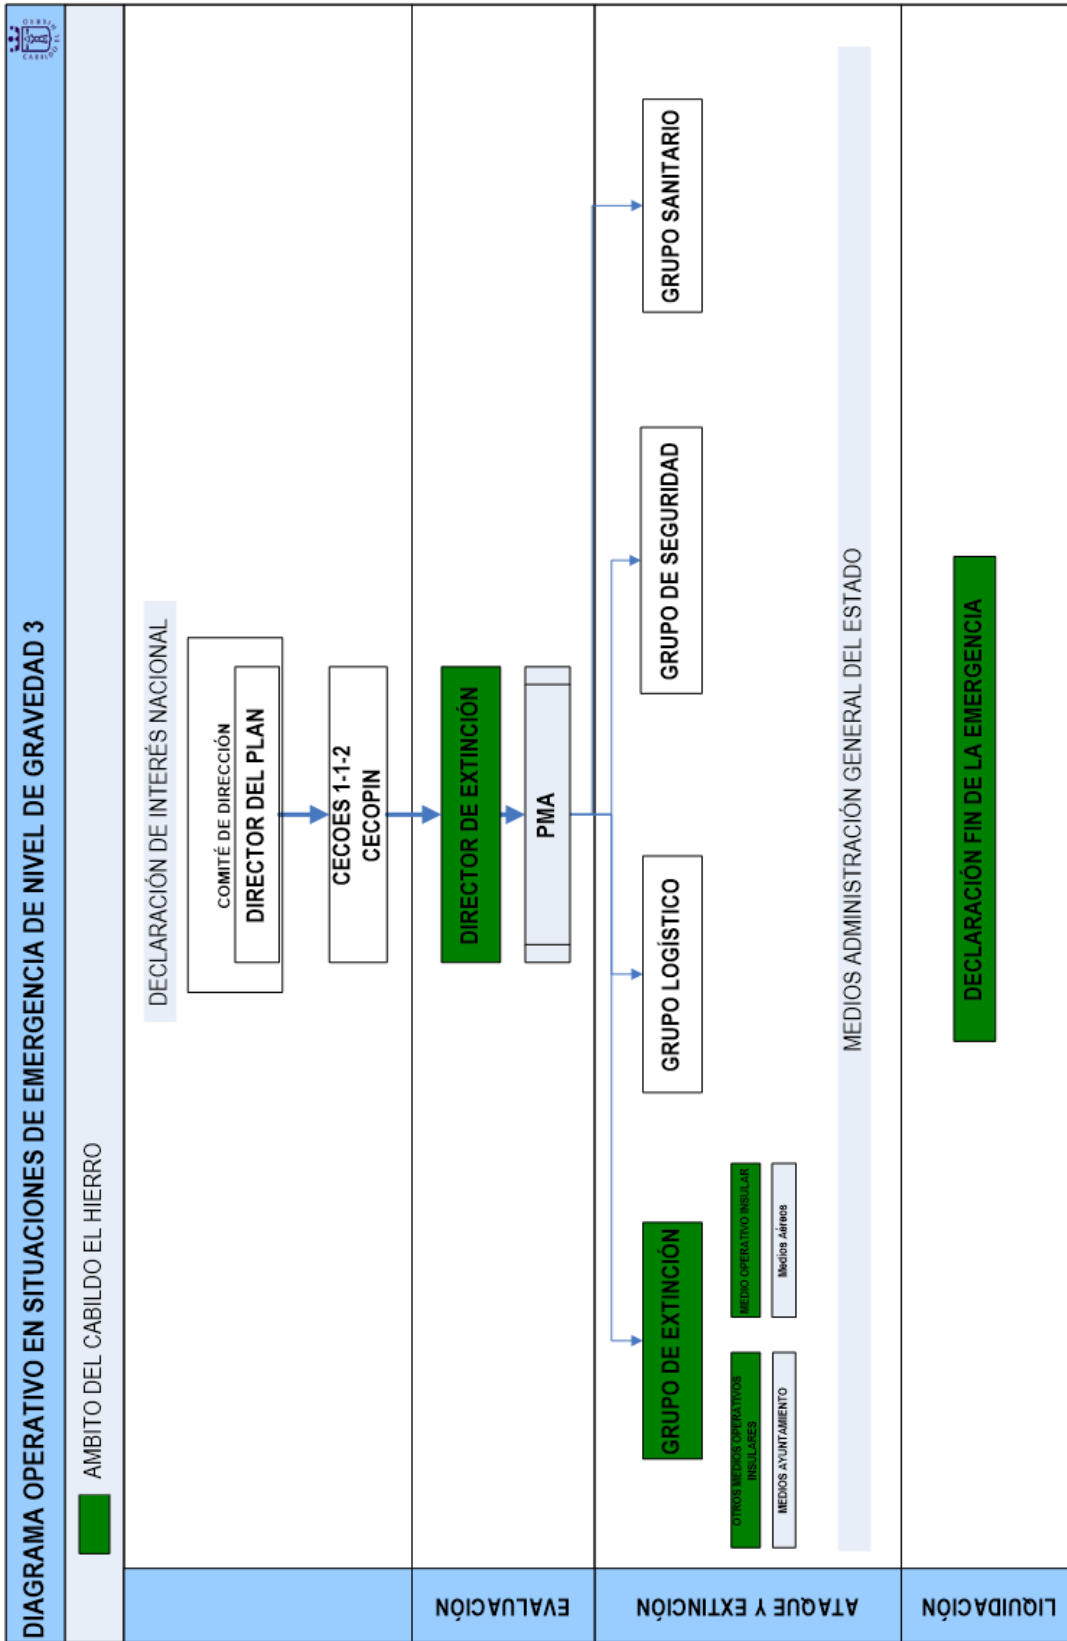 DIAGRAMA OPERATIVO EN SITUACIONES DE EMERGENCIA DE NIVEL DE GRAVEDAD 3
CABILDO EL HIERRO
AMBITO DEL CABILDO EL HIERRO
DECLARACIÓN DE INTERÉS NACIONAL
COMITÉ DE DIRECCIÓN
DIRECTOR DEL PLAN
CECOES 1-1-2
CECOPIN
EVALUACIÓN
DIRECTOR DE EXTINCIÓN
PMA
ATAQUE Y EXTINCIÓN
GRUPO DE EXTINCIÓN
GRUPO LOGÍSTICO
GRUPO DE SEGURIDAD
GRUPO SANITARIO
OTROS MEDIOS OPERATIVOS
INSULARES
MEDIO OPERATIVO INSULAR
MEDIOS AYUNTAMIENTO
Medios Aéreos
MEDIOS ADMINISTRACIÓN GENERAL DEL ESTADO
LIQUIDACIÓN
DECLARACIÓN FIN DE LA EMERGENCIA